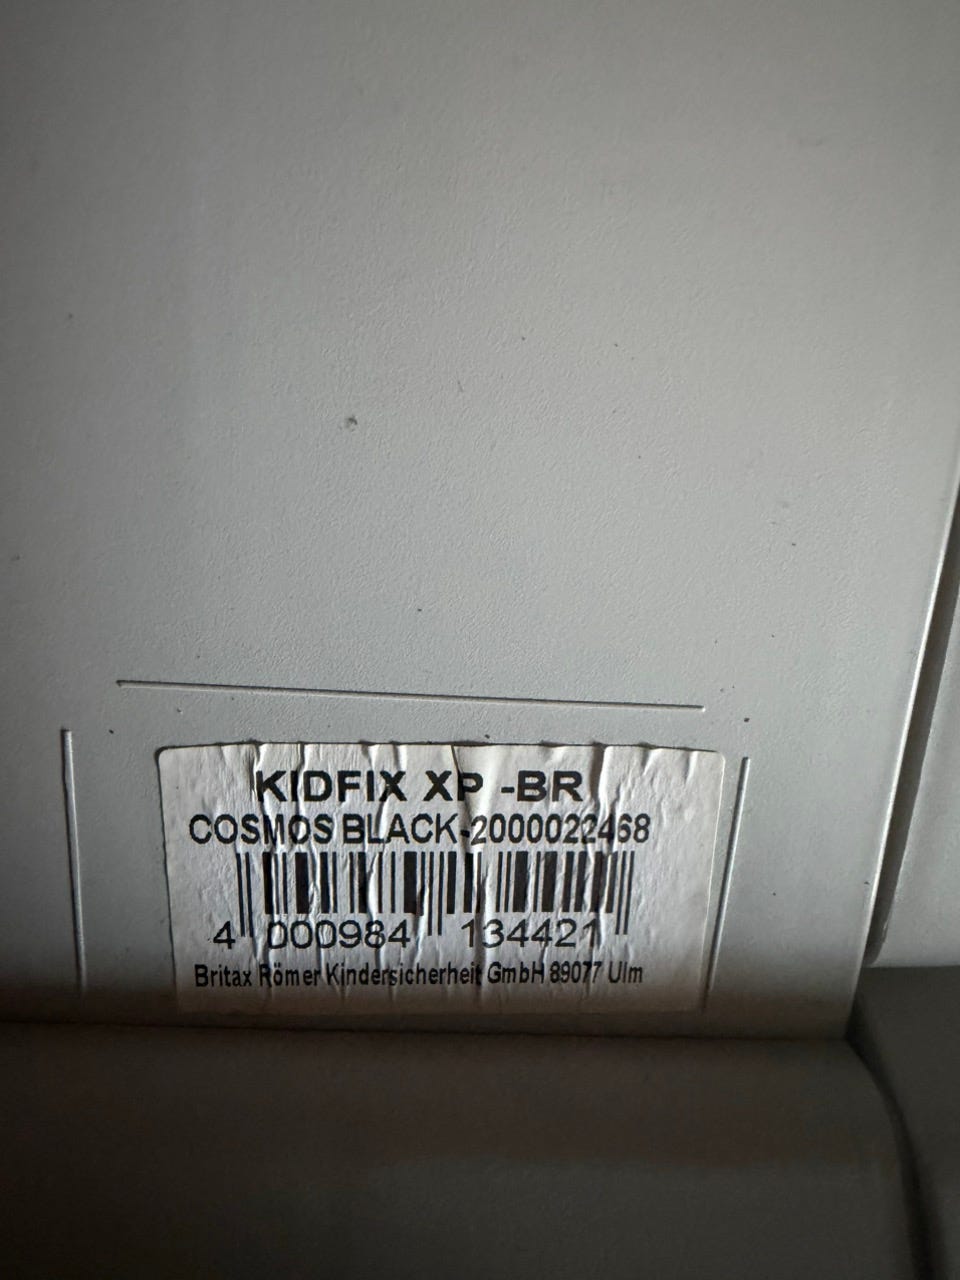 KIDFIX XP -BR
COSMOS BLACK-2000022468
4 000984 134421
Britax Römer Kindersicherheit GmbH 89077 Ulm